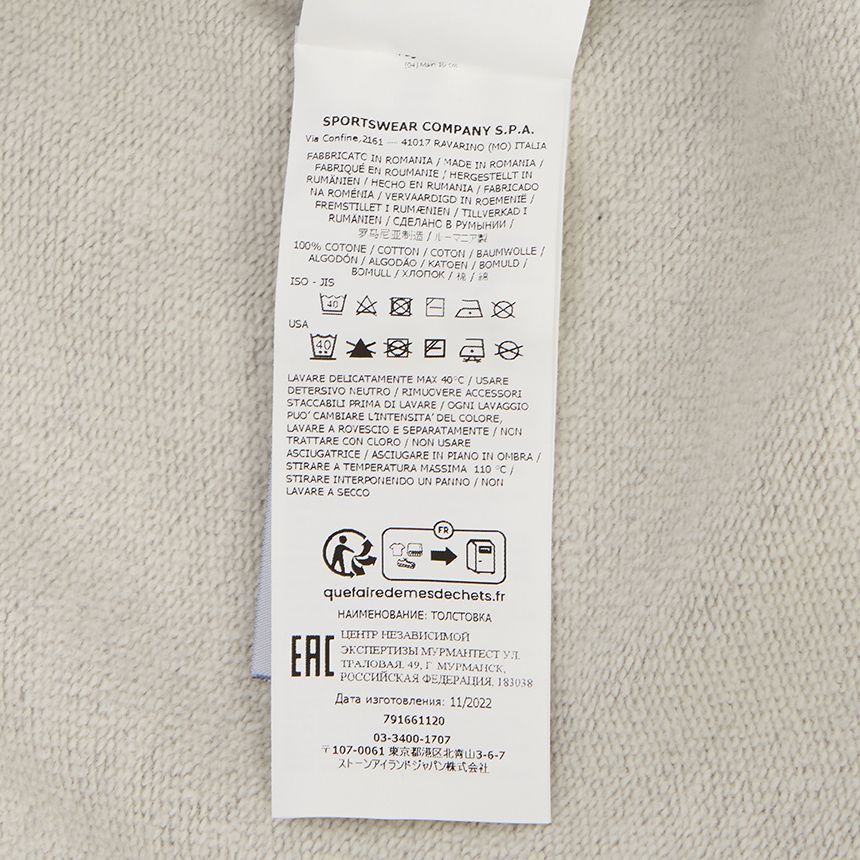 SPORTSWEAR COMPANY S.P.A.
Via Confine,2161 — 41017 RAVARINO (MO) ITALIA
FABBRICATO IN ROMANIA / MADE IN ROMANIA /
FABRIQUÉ EN ROUMANIE / HERGESTELLT IN
RUMÄNIEN / HECHO EN RUMANIA / FABRICADO
NA ROMÉNIA / VERVAARDIGD IN ROEMENIË /
FREMSTILLET I RUMÆNIEN / TILLVERKAD I
RUMÄNIEN / СДЕЛАНО В РУМЫНИИ /
罗马尼亚制造 / ルーマニア製
100% COTONE / COTTON / COTON / BAUMWOLLE /
ALGODÓN / ALGODÃO / KATOEN / BOMULD /
BOMULL / ХЛОПОК / 棉 / 綿
ISO - JIS
40
USA
40
LAVARE DELICATAMENTE MAX 40°C / USARE
DETERSIVO NEUTRO / RIMUOVERE ACCESSORI
STACCABILI PRIMA DI LAVARE / OGNI LAVAGGIO
PUO' CAMBIARE L'INTENSITA' DEL COLORE,
LAVARE A ROVESCIO E SEPARATAMENTE / NON
TRATTARE CON CLORO / NON USARE
ASCIUGATRICE / ASCIUGARE IN PIANO IN OMBRA /
STIRARE A TEMPERATURA MASSIMA 110 °C /
STIRARE INTERPONENDO UN PANNO / NON
LAVARE A SECCO
FR
quefairedemesdechets.fr
НАИМЕНОВАНИЕ: ТОЛСТОВКА
EAC
ЦЕНТР НЕЗАВИСИМОЙ
ЭКСПЕРТИЗЫ МУРМАНТЕСТ УЛ.
ТРАЛОВАЯ, 49, Г. МУРМАНСК,
РОССИЙСКАЯ ФЕДЕРАЦИЯ, 183038
Дата изготовления: 11/2022
791661120
03-3400-1707
〒107-0061 東京都港区北青山3-6-7
ストーンアイランドジャパン株式会社